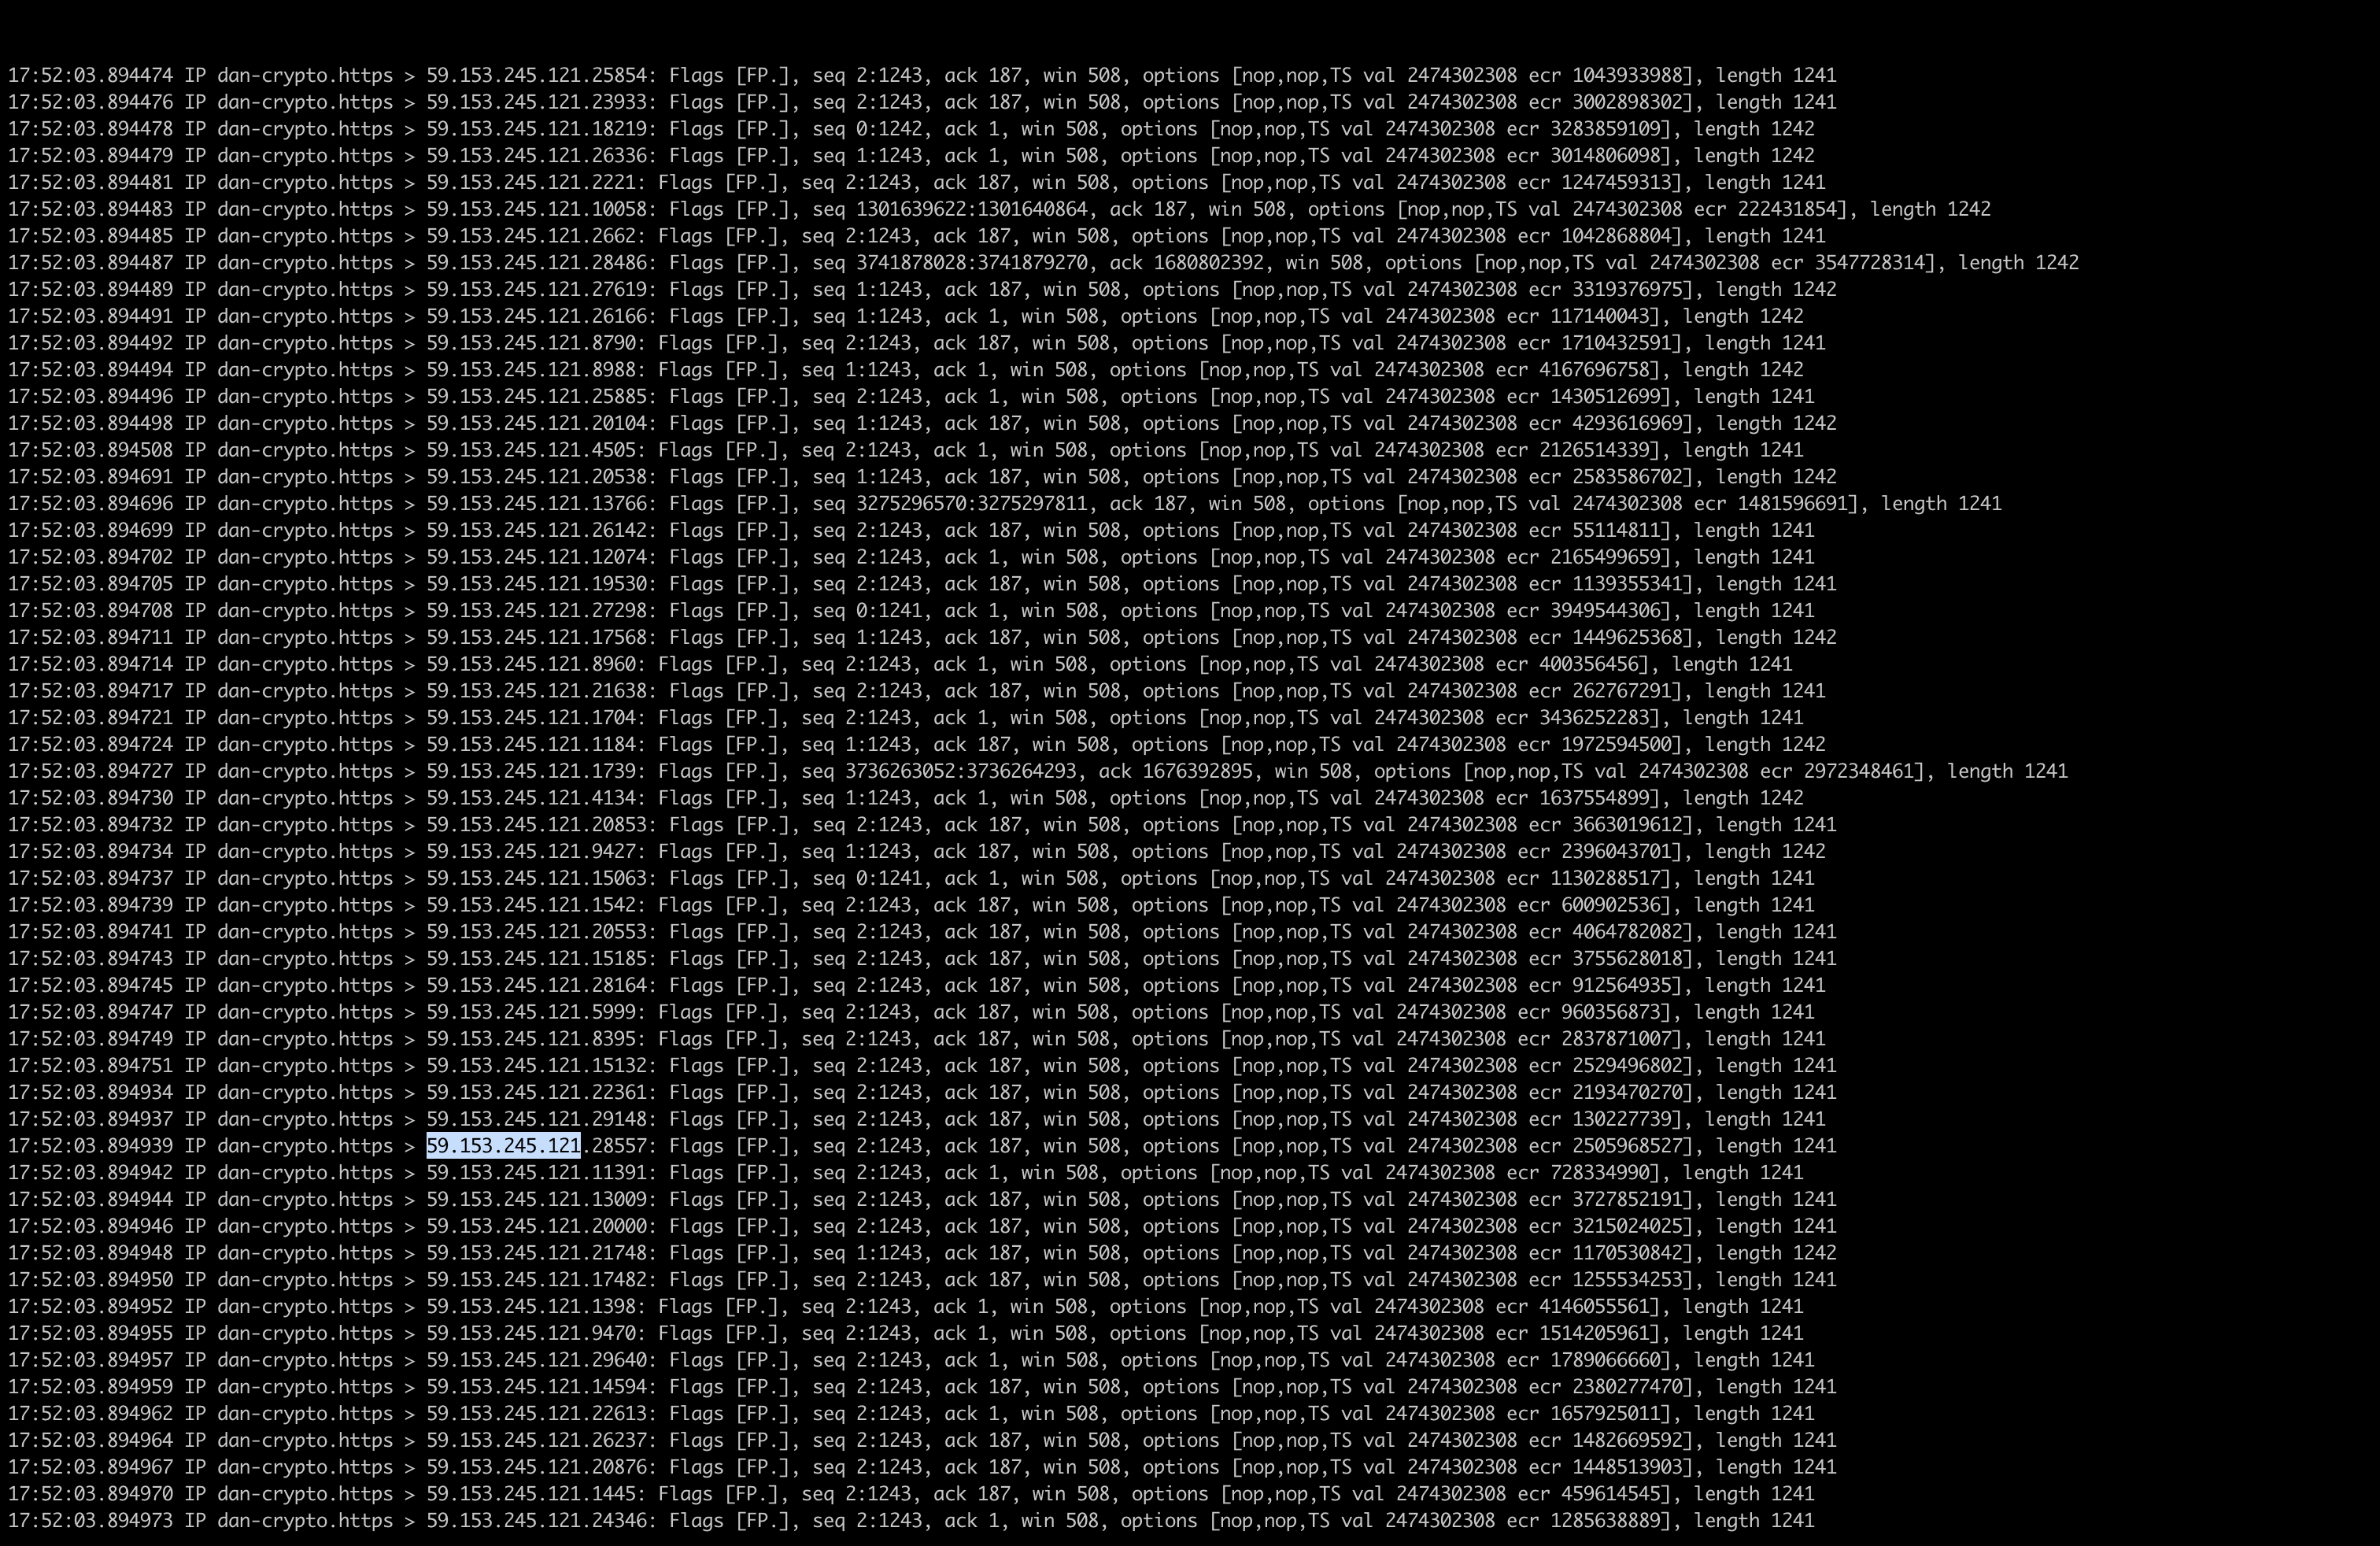 17:52:03.894474 IP dan-crypto.https > 59.153.245.121.25854: Flags [FP.], seq 2:1243, ack 187, win 508, options [nop,nop,TS val 2474302308 ecr 1043933988], length 1241
17:52:03.894476 IP dan-crypto.https > 59.153.245.121.23933: Flags [FP.], seq 2:1243, ack 187, win 508, options [nop,nop,TS val 2474302308 ecr 3002898302], length 1241
17:52:03.894478 IP dan-crypto.https > 59.153.245.121.18219: Flags [FP.], seq 0:1242, ack 1, win 508, options [nop,nop,TS val 2474302308 ecr 3283859109], length 1242
17:52:03.894479 IP dan-crypto.https > 59.153.245.121.26336: Flags [FP.], seq 1:1243, ack 1, win 508, options [nop,nop,TS val 2474302308 ecr 3014806098], length 1242
17:52:03.894481 IP dan-crypto.https > 59.153.245.121.2221: Flags [FP.], seq 2:1243, ack 187, win 508, options [nop,nop,TS val 2474302308 ecr 1247459313], length 1241
17:52:03.894483 IP dan-crypto.https > 59.153.245.121.10058: Flags [FP.], seq 1301639622:1301640864, ack 187, win 508, options [nop,nop,TS val 2474302308 ecr 222431854], length 1242
17:52:03.894485 IP dan-crypto.https > 59.153.245.121.2662: Flags [FP.], seq 2:1243, ack 187, win 508, options [nop,nop,TS val 2474302308 ecr 1042868804], length 1241
17:52:03.894487 IP dan-crypto.https > 59.153.245.121.28486: Flags [FP.], seq 3741878028:3741879270, ack 1680802392, win 508, options [nop,nop,TS val 2474302308 ecr 3547728314], length 1242
17:52:03.894489 IP dan-crypto.https > 59.153.245.121.27619: Flags [FP.], seq 1:1243, ack 187, win 508, options [nop,nop,TS val 2474302308 ecr 3319376975], length 1242
17:52:03.894491 IP dan-crypto.https > 59.153.245.121.26166: Flags [FP.], seq 1:1243, ack 1, win 508, options [nop,nop,TS val 2474302308 ecr 117140043], length 1242
17:52:03.894492 IP dan-crypto.https > 59.153.245.121.8790: Flags [FP.], seq 2:1243, ack 187, win 508, options [nop,nop,TS val 2474302308 ecr 1710432591], length 1241
17:52:03.894494 IP dan-crypto.https > 59.153.245.121.8988: Flags [FP.], seq 1:1243, ack 1, win 508, options [nop,nop,TS val 2474302308 ecr 4167696758], length 1242
17:52:03.894496 IP dan-crypto.https > 59.153.245.121.25885: Flags [FP.], seq 2:1243, ack 1, win 508, options [nop,nop,TS val 2474302308 ecr 1430512699], length 1241
17:52:03.894498 IP dan-crypto.https > 59.153.245.121.20104: Flags [FP.], seq 1:1243, ack 187, win 508, options [nop,nop,TS val 2474302308 ecr 4293616969], length 1242
17:52:03.894508 IP dan-crypto.https > 59.153.245.121.4505: Flags [FP.], seq 2:1243, ack 1, win 508, options [nop,nop,TS val 2474302308 ecr 2126514339], length 1241
17:52:03.894691 IP dan-crypto.https > 59.153.245.121.20538: Flags [FP.], seq 1:1243, ack 187, win 508, options [nop,nop,TS val 2474302308 ecr 2583586702], length 1242
17:52:03.894696 IP dan-crypto.https > 59.153.245.121.13766: Flags [FP.], seq 3275296570:3275297811, ack 187, win 508, options [nop,nop,TS val 2474302308 ecr 1481596691], length 1241
17:52:03.894699 IP dan-crypto.https > 59.153.245.121.26142: Flags [FP.], seq 2:1243, ack 187, win 508, options [nop,nop,TS val 2474302308 ecr 55114811], length 1241
17:52:03.894702 IP dan-crypto.https > 59.153.245.121.12074: Flags [FP.], seq 2:1243, ack 1, win 508, options [nop,nop,TS val 2474302308 ecr 2165499659], length 1241
17:52:03.894705 IP dan-crypto.https > 59.153.245.121.19530: Flags [FP.], seq 2:1243, ack 187, win 508, options [nop,nop,TS val 2474302308 ecr 1139355341], length 1241
17:52:03.894708 IP dan-crypto.https > 59.153.245.121.27298: Flags [FP.], seq 0:1241, ack 1, win 508, options [nop,nop,TS val 2474302308 ecr 3949544306], length 1241
17:52:03.894711 IP dan-crypto.https > 59.153.245.121.17568: Flags [FP.], seq 1:1243, ack 187, win 508, options [nop,nop,TS val 2474302308 ecr 1449625368], length 1242
17:52:03.894714 IP dan-crypto.https > 59.153.245.121.8960: Flags [FP.], seq 2:1243, ack 1, win 508, options [nop,nop,TS val 2474302308 ecr 400356456], length 1241
17:52:03.894717 IP dan-crypto.https > 59.153.245.121.21638: Flags [FP.], seq 2:1243, ack 187, win 508, options [nop,nop,TS val 2474302308 ecr 262767291], length 1241
17:52:03.894721 IP dan-crypto.https > 59.153.245.121.1704: Flags [FP.], seq 2:1243, ack 1, win 508, options [nop,nop,TS val 2474302308 ecr 3436252283], length 1241
17:52:03.894724 IP dan-crypto.https > 59.153.245.121.1184: Flags [FP.], seq 1:1243, ack 187, win 508, options [nop,nop,TS val 2474302308 ecr 1972594500], length 1242
17:52:03.894727 IP dan-crypto.https > 59.153.245.121.1739: Flags [FP.], seq 3736263052:3736264293, ack 1676392895, win 508, options [nop,nop,TS val 2474302308 ecr 2972348461], length 1241
17:52:03.894730 IP dan-crypto.https > 59.153.245.121.4134: Flags [FP.], seq 1:1243, ack 1, win 508, options [nop,nop,TS val 2474302308 ecr 1637554899], length 1242
17:52:03.894732 IP dan-crypto.https > 59.153.245.121.20853: Flags [FP.], seq 2:1243, ack 187, win 508, options [nop,nop,TS val 2474302308 ecr 3663019612], length 1241
17:52:03.894734 IP dan-crypto.https > 59.153.245.121.9427: Flags [FP.], seq 1:1243, ack 187, win 508, options [nop,nop,TS val 2474302308 ecr 2396043701], length 1242
17:52:03.894737 IP dan-crypto.https > 59.153.245.121.15063: Flags [FP.], seq 0:1241, ack 1, win 508, options [nop,nop,TS val 2474302308 ecr 1130288517], length 1241
17:52:03.894739 IP dan-crypto.https > 59.153.245.121.1542: Flags [FP.], seq 2:1243, ack 187, win 508, options [nop,nop,TS val 2474302308 ecr 600902536], length 1241
17:52:03.894741 IP dan-crypto.https > 59.153.245.121.20553: Flags [FP.], seq 2:1243, ack 187, win 508, options [nop,nop,TS val 2474302308 ecr 4064782082], length 1241
17:52:03.894743 IP dan-crypto.https > 59.153.245.121.15185: Flags [FP.], seq 2:1243, ack 187, win 508, options [nop,nop,TS val 2474302308 ecr 3755628018], length 1241
17:52:03.894745 IP dan-crypto.https > 59.153.245.121.28164: Flags [FP.], seq 2:1243, ack 187, win 508, options [nop,nop,TS val 2474302308 ecr 912564935], length 1241
17:52:03.894747 IP dan-crypto.https > 59.153.245.121.5999: Flags [FP.], seq 2:1243, ack 187, win 508, options [nop,nop,TS val 2474302308 ecr 960356873], length 1241
17:52:03.894749 IP dan-crypto.https > 59.153.245.121.8395: Flags [FP.], seq 2:1243, ack 187, win 508, options [nop,nop,TS val 2474302308 ecr 2837871007], length 1241
17:52:03.894751 IP dan-crypto.https > 59.153.245.121.15132: Flags [FP.], seq 2:1243, ack 187, win 508, options [nop,nop,TS val 2474302308 ecr 2529496802], length 1241
17:52:03.894934 IP dan-crypto.https > 59.153.245.121.22361: Flags [FP.], seq 2:1243, ack 187, win 508, options [nop,nop,TS val 2474302308 ecr 2193470270], length 1241
17:52:03.894937 IP dan-crypto.https > 59.153.245.121.29148: Flags [FP.], seq 2:1243, ack 187, win 508, options [nop,nop,TS val 2474302308 ecr 130227739], length 1241
17:52:03.894939 IP dan-crypto.https > 59.153.245.121.28557: Flags [FP.], seq 2:1243, ack 187, win 508, options [nop,nop,TS val 2474302308 ecr 2505968527], length 1241
17:52:03.894942 IP dan-crypto.https > 59.153.245.121.11391: Flags [FP.], seq 2:1243, ack 1, win 508, options [nop,nop,TS val 2474302308 ecr 728334990], length 1241
17:52:03.894944 IP dan-crypto.https > 59.153.245.121.13009: Flags [FP.], seq 2:1243, ack 187, win 508, options [nop,nop,TS val 2474302308 ecr 3727852191], length 1241
17:52:03.894946 IP dan-crypto.https > 59.153.245.121.20000: Flags [FP.], seq 2:1243, ack 187, win 508, options [nop,nop,TS val 2474302308 ecr 3215024025], length 1241
17:52:03.894948 IP dan-crypto.https > 59.153.245.121.21748: Flags [FP.], seq 1:1243, ack 187, win 508, options [nop,nop,TS val 2474302308 ecr 1170530842], length 1242
17:52:03.894950 IP dan-crypto.https > 59.153.245.121.17482: Flags [FP.], seq 2:1243, ack 187, win 508, options [nop,nop,TS val 2474302308 ecr 1255534253], length 1241
17:52:03.894952 IP dan-crypto.https > 59.153.245.121.1398: Flags [FP.], seq 2:1243, ack 1, win 508, options [nop,nop,TS val 2474302308 ecr 4146055561], length 1241
17:52:03.894955 IP dan-crypto.https > 59.153.245.121.9470: Flags [FP.], seq 2:1243, ack 1, win 508, options [nop,nop,TS val 2474302308 ecr 1514205961], length 1241
17:52:03.894957 IP dan-crypto.https > 59.153.245.121.29640: Flags [FP.], seq 2:1243, ack 1, win 508, options [nop,nop,TS val 2474302308 ecr 1789066660], length 1241
17:52:03.894959 IP dan-crypto.https > 59.153.245.121.14594: Flags [FP.], seq 2:1243, ack 187, win 508, options [nop,nop,TS val 2474302308 ecr 2380277470], length 1241
17:52:03.894962 IP dan-crypto.https > 59.153.245.121.22613: Flags [FP.], seq 2:1243, ack 1, win 508, options [nop,nop,TS val 2474302308 ecr 1657925011], length 1241
17:52:03.894964 IP dan-crypto.https > 59.153.245.121.26237: Flags [FP.], seq 2:1243, ack 187, win 508, options [nop,nop,TS val 2474302308 ecr 1482669592], length 1241
17:52:03.894967 IP dan-crypto.https > 59.153.245.121.20876: Flags [FP.], seq 2:1243, ack 187, win 508, options [nop,nop,TS val 2474302308 ecr 1448513903], length 1241
17:52:03.894970 IP dan-crypto.https > 59.153.245.121.1445: Flags [FP.], seq 2:1243, ack 187, win 508, options [nop,nop,TS val 2474302308 ecr 459614545], length 1241
17:52:03.894973 IP dan-crypto.https > 59.153.245.121.24346: Flags [FP.], seq 2:1243, ack 1, win 508, options [nop,nop,TS val 2474302308 ecr 1285638889], length 1241